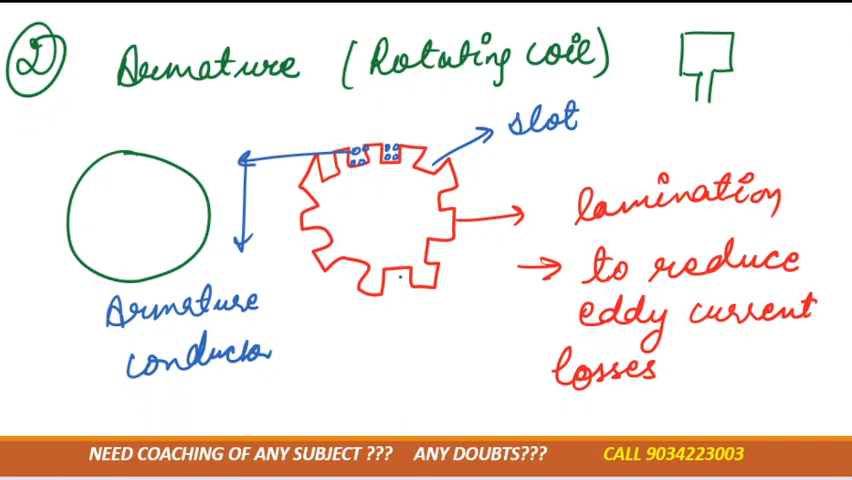 2 Armature (Rotating coil)
slot
lamination
→ to reduce
eddy current
losses
Armature
conductor
NEED COACHING OF ANY SUBJECT ??? ANY DOUBTS??? CALL 9034223003